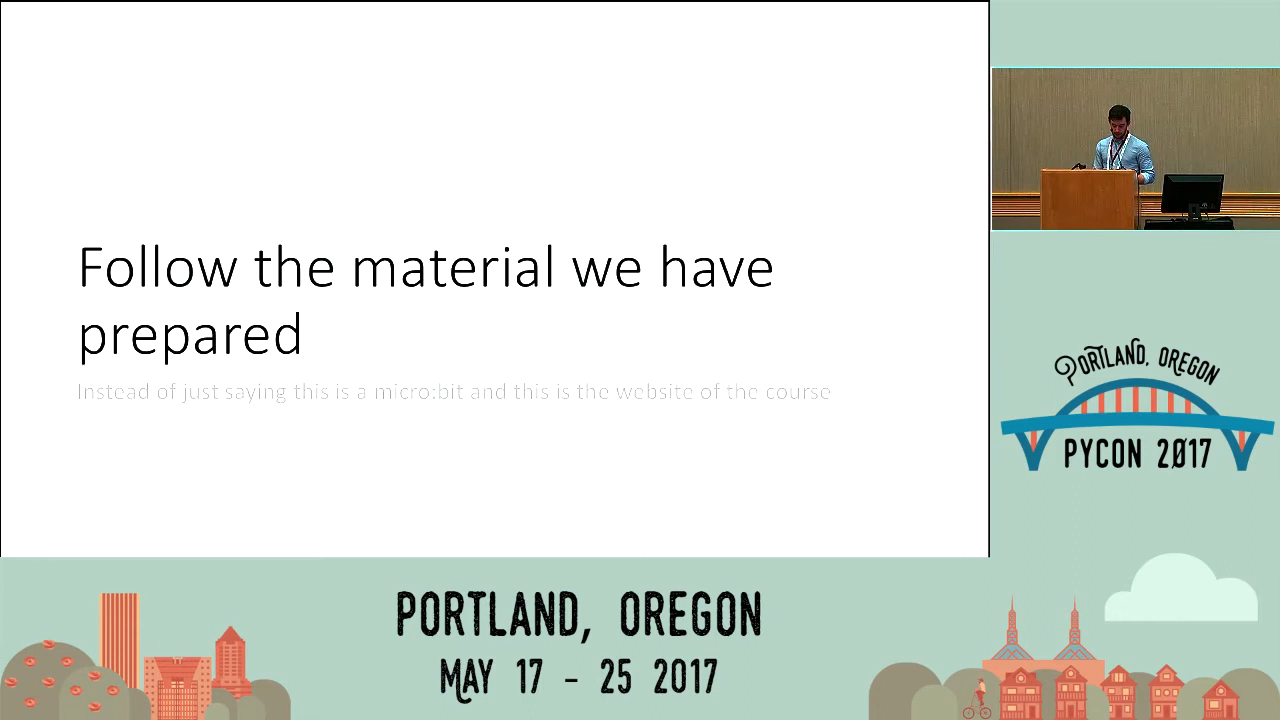 Follow the material we have
prepared
Instead of just saying this is a micro:bit and this is the website of the course
PORTLAND, OREGON
PYCON 2017
PORTLAND, OREGON
MAY 17 - 25 2017